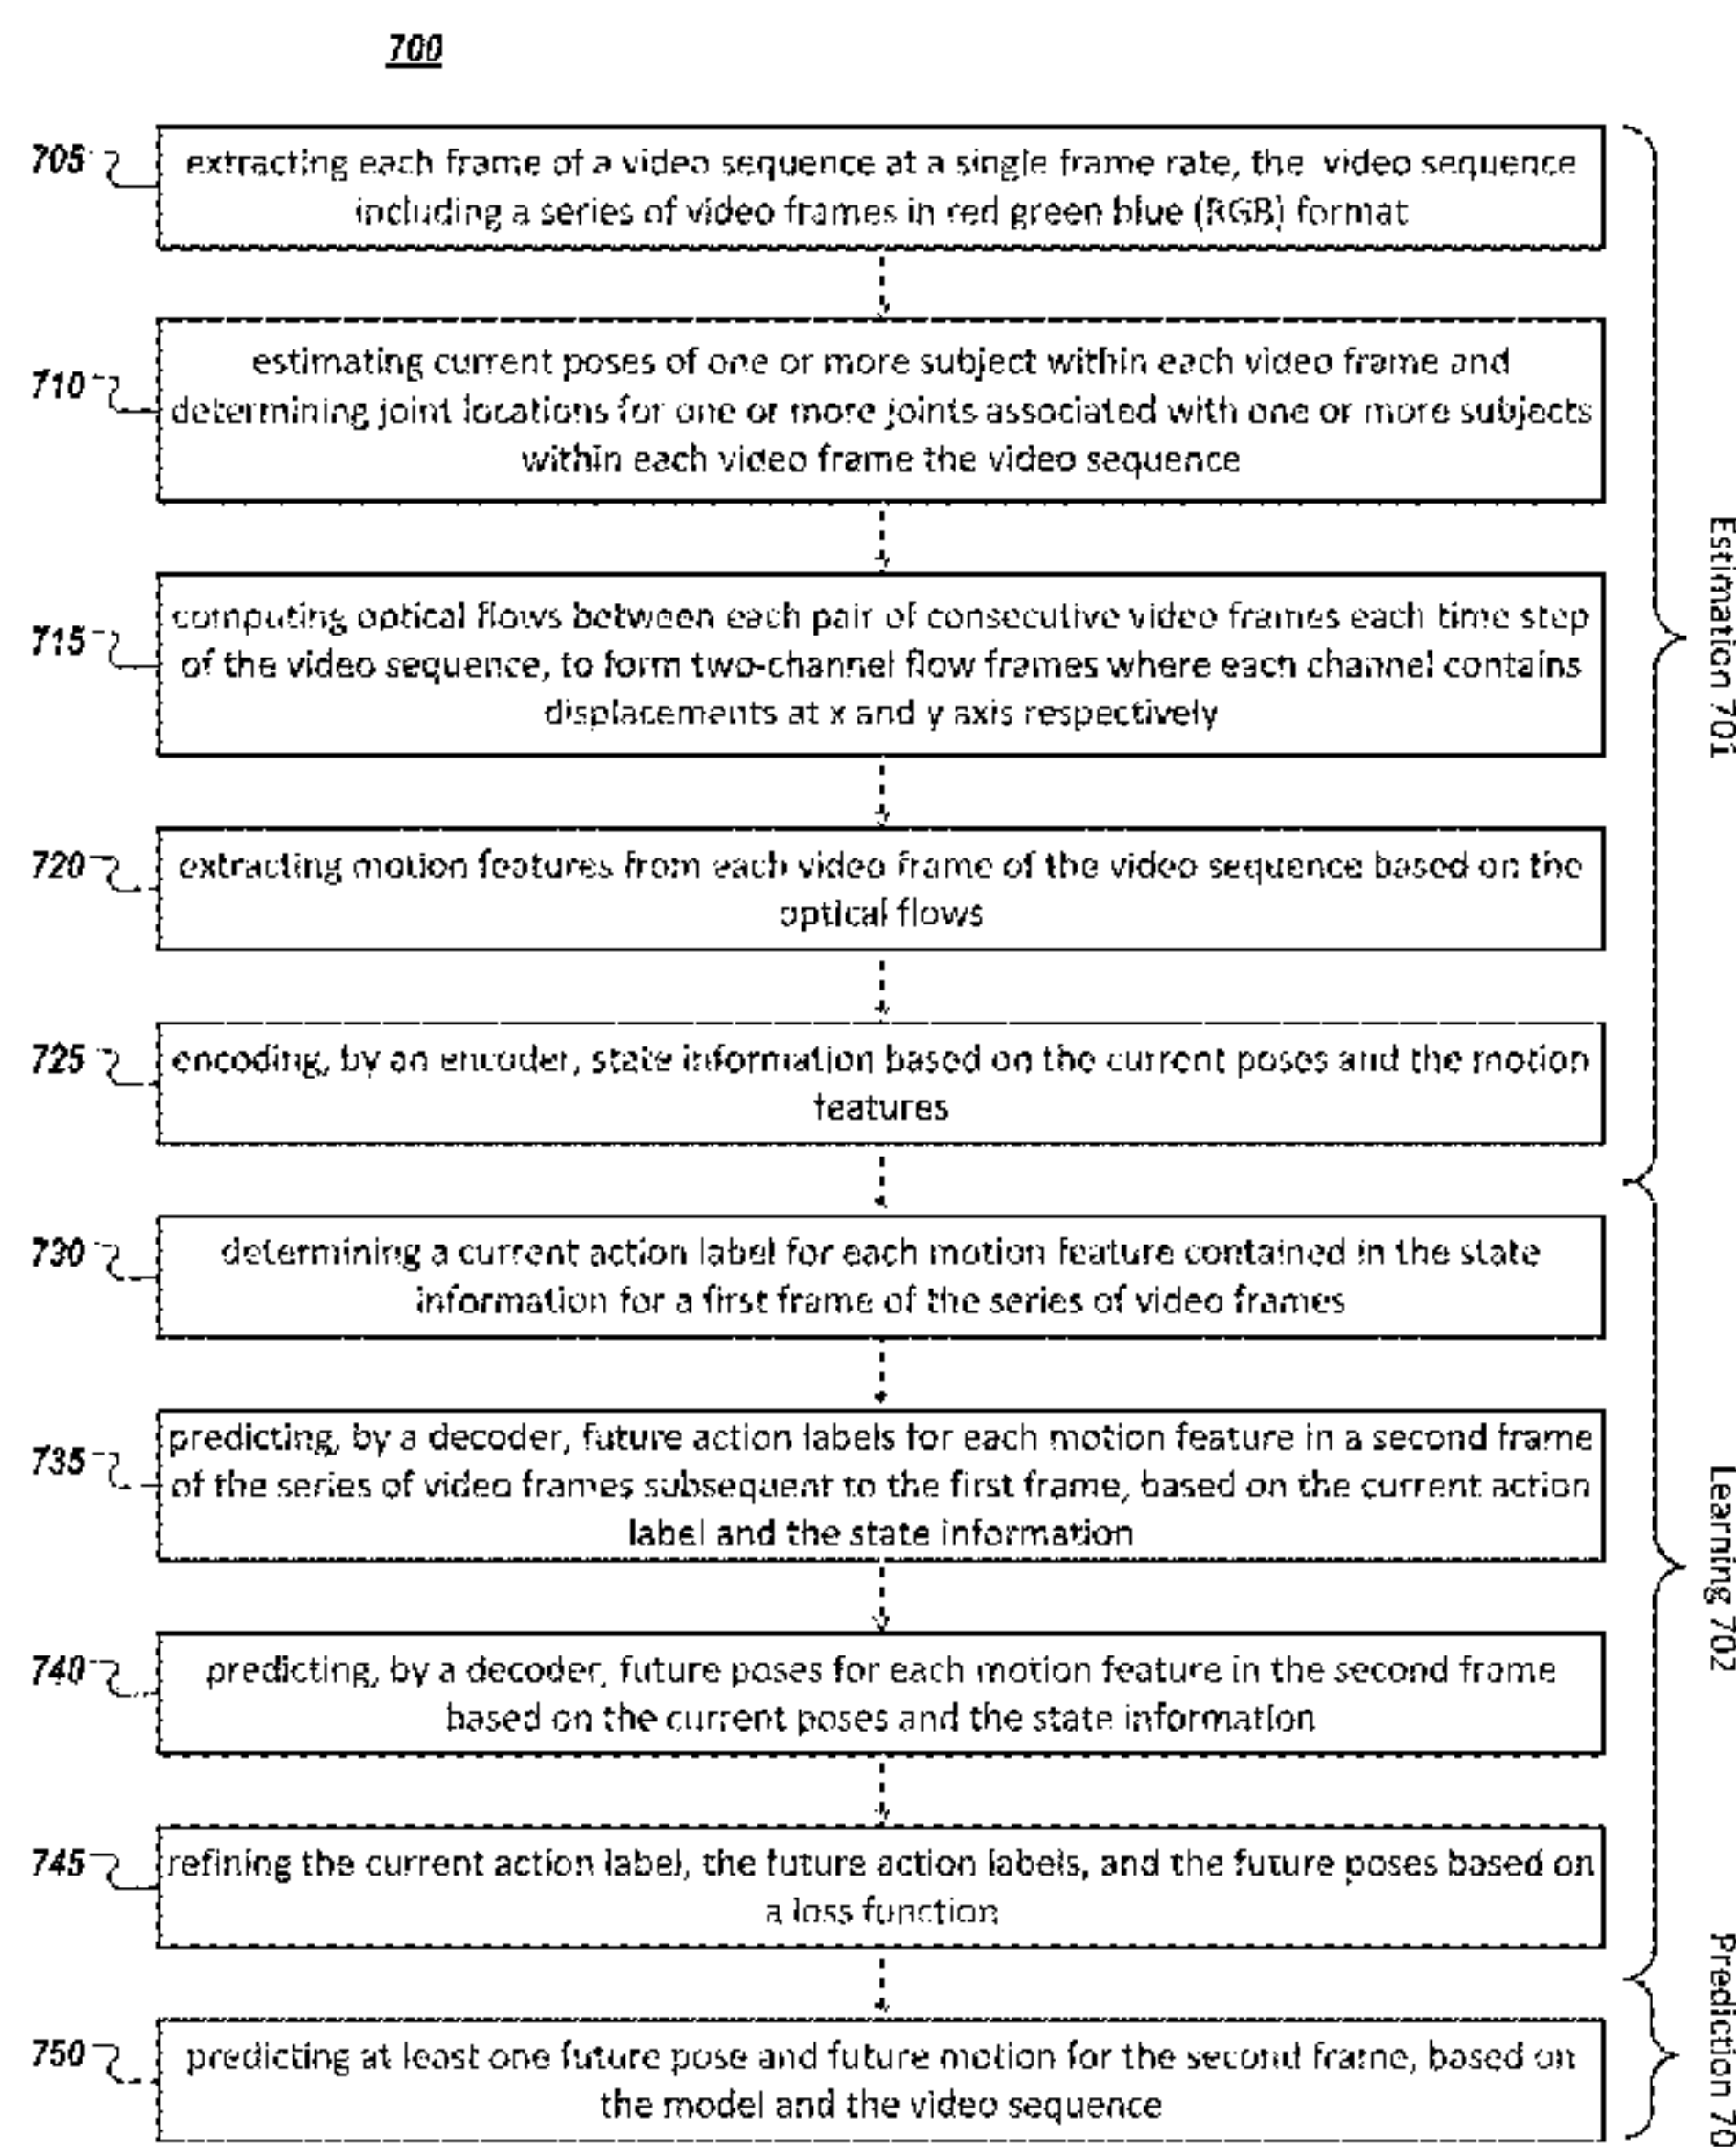 700
705
extracting each frame of a video sequence at a single frame rate, the video sequence
including a series of video frames in red green blue (RGB) format
710
estimating current poses of one or more subject within each video frame and
determining joint locations for one or more joints associated with one or more subjects
within each video frame the video sequence
715
computing optical flows between each pair of consecutive video frames each time step
of the video sequence, to form two-channel flow frames where each channel contains
displacements at x and y axis respectively
720
extracting motion features from each video frame of the video sequence based on the
optical flows
725
encoding, by an encoder, state information based on the current poses and the motion
features
Estimation 701
730
determining a current action label for each motion feature contained in the state
information for a first frame of the series of video frames
735
predicting, by a decoder, future action labels for each motion feature in a second frame
of the series of video frames subsequent to the first frame, based on the current action
label and the state information
740
predicting, by a decoder, future poses for each motion feature in the second frame
based on the current poses and the state information
745
refining the current action label, the future action labels, and the future poses based on
a loss function
Learning 702
750
predicting at least one future pose and future motion for the second frame, based on
the model and the video sequence
Prediction